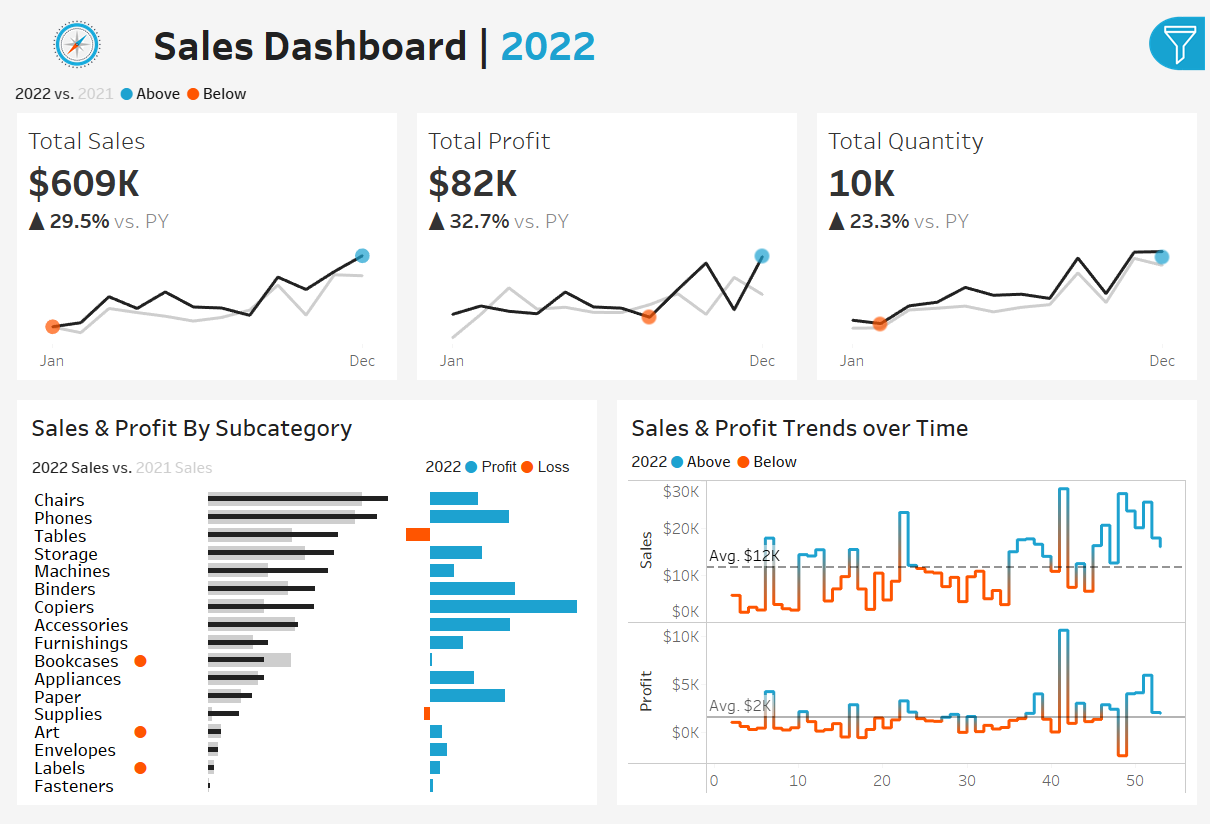 Sales Dashboard | 2022
2022 vs. 2021 Above Below
Total Sales
$609K
▲ 29.5% vs. PY
Jan Dec
Total Profit
$82K
▲ 32.7% vs. PY
Jan Dec
Total Quantity
10K
▲ 23.3% vs. PY
Jan Dec
Sales & Profit By Subcategory
2022 Sales vs. 2021 Sales
2022 Profit Loss
Chairs
Phones
Tables
Storage
Machines
Binders
Copiers
Accessories
Furnishings
Bookcases
Appliances
Paper
Supplies
Art
Envelopes
Labels
Fasteners
Sales & Profit Trends over Time
2022 Above Below
Sales
$30K
$20K
Avg. $12K
$10K
$0K
Profit
$10K
$5K
Avg. $2K
$0K
0 10 20 30 40 50